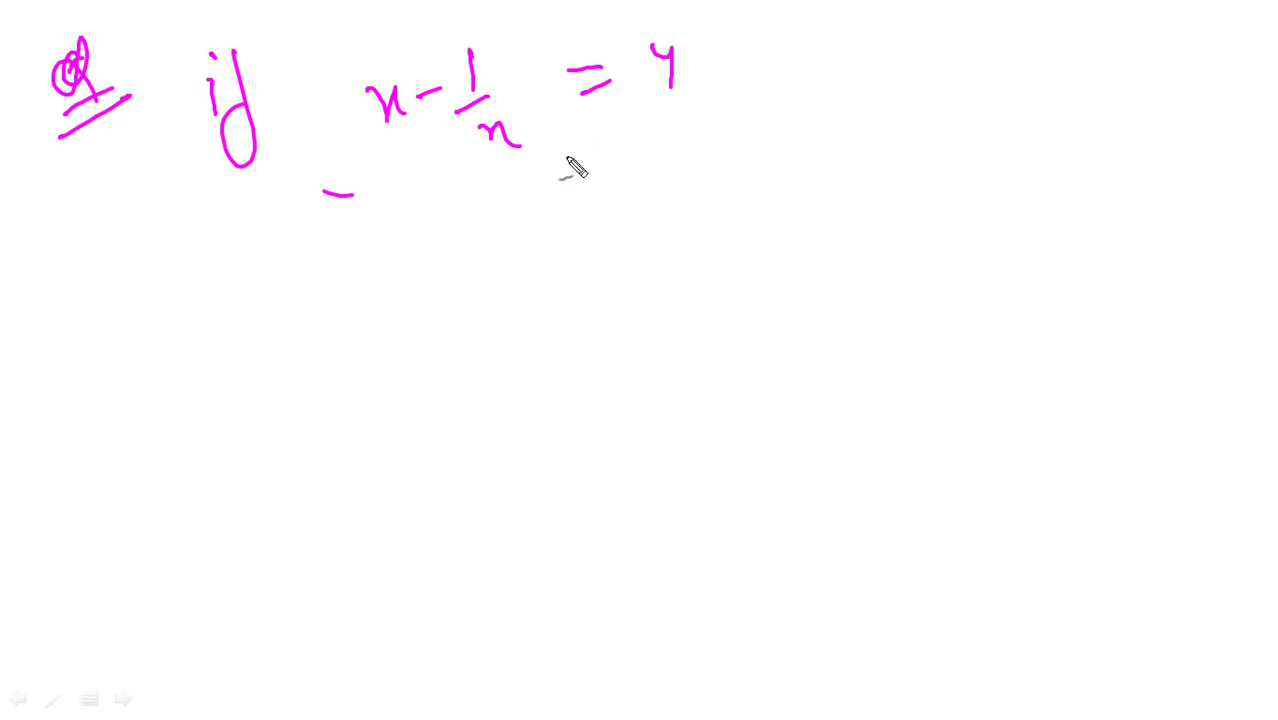 Q if x - 1/x = 4
-